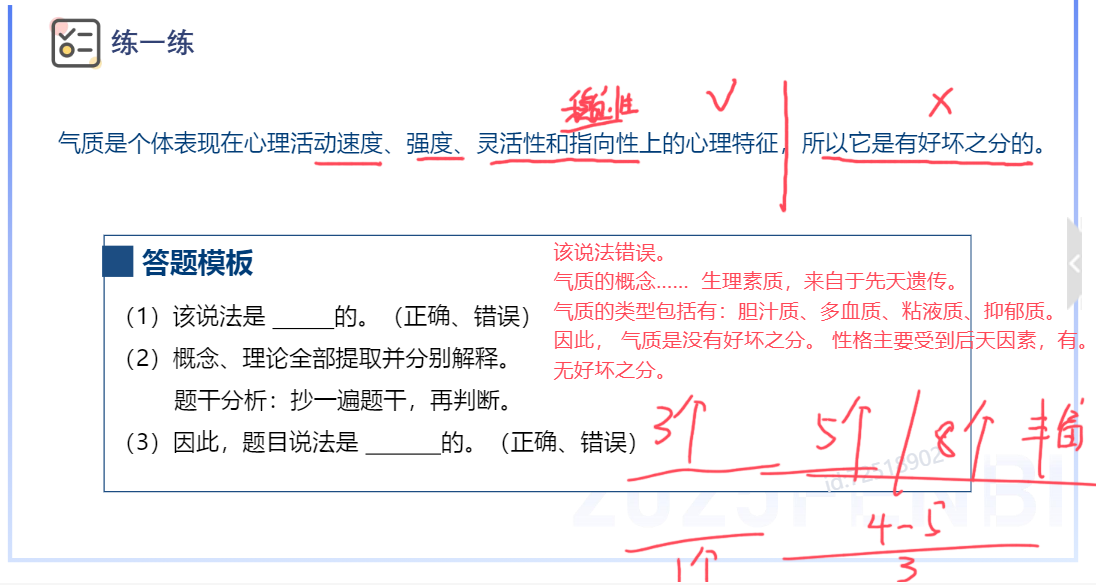 练一练
稳定性 √ ×
气质是个体表现在心理活动速度、强度、灵活性和指向性上的心理特征，所以它是有好坏之分的。
答题模板
（1）该说法是 _____的。（正确、错误）
（2）概念、理论全部提取并分别解释。
题干分析：抄一遍题干，再判断。
（3）因此，题目说法是 ______的。（正确、错误）
该说法错误。
气质的概念...... 生理素质，来自于先天遗传。
气质的类型包括有：胆汁质、多血质、粘液质、抑郁质。
因此， 气质是没有好坏之分。 性格主要受到后天因素，有。
无好坏之分。
3个 5个 / 8个 丰富
1个 4-5
3
id:72518902
2025FENBI